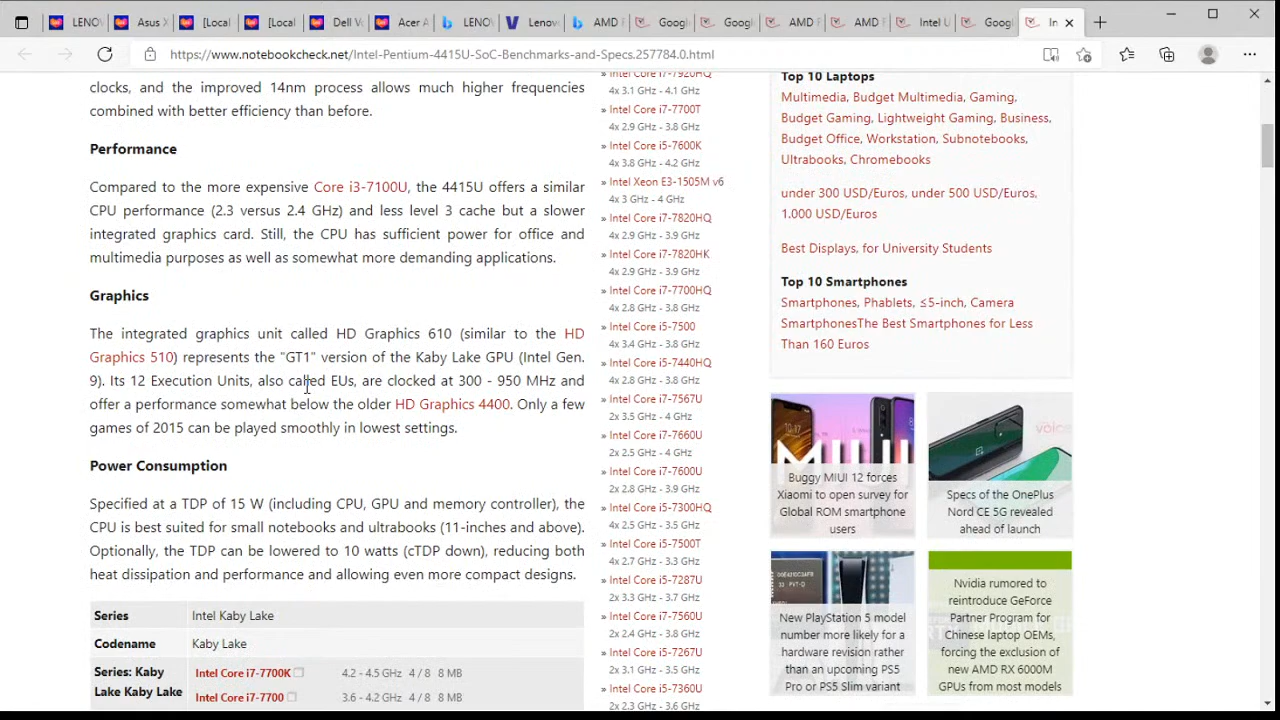 LENO
Asus X
[Local
[Local
Dell V
Acer A
LENO
Lenov
AMD
Googl
Googl
AMD
AMD
Intel U
Googl
In
https://www.notebookcheck.net/Intel-Pentium-4415U-SoC-Benchmarks-and-Specs.257784.0.html
clocks, and the improved 14nm process allows much higher frequencies
combined with better efficiency than before.
Performance
Compared to the more expensive Core i3-7100U, the 4415U offers a similar
CPU performance (2.3 versus 2.4 GHz) and less level 3 cache but a slower
integrated graphics card. Still, the CPU has sufficient power for office and
multimedia purposes as well as somewhat more demanding applications.
Graphics
The integrated graphics unit called HD Graphics 610 (similar to the HD
Graphics 510) represents the "GT1" version of the Kaby Lake GPU (Intel Gen.
9). Its 12 Execution Units, also called EUs, are clocked at 300 - 950 MHz and
offer a performance somewhat below the older HD Graphics 4400. Only a few
games of 2015 can be played smoothly in lowest settings.
Power Consumption
Specified at a TDP of 15 W (including CPU, GPU and memory controller), the
CPU is best suited for small notebooks and ultrabooks (11-inches and above).
Optionally, the TDP can be lowered to 10 watts (cTDP down), reducing both
heat dissipation and performance and allowing even more compact designs.
Series Intel Kaby Lake
Codename Kaby Lake
Series: Kaby
Lake Kaby Lake
Intel Core i7-7700K 4.2 - 4.5 GHz 4 / 8 8 MB
Intel Core i7-7700 3.6 - 4.2 GHz 4 / 8 8 MB
» Intel Core i7-7920HQ
4x 3.1 GHz - 4.1 GHz
» Intel Core i7-7700T
4x 2.9 GHz - 3.8 GHz
» Intel Core i5-7600K
4x 3.8 GHz - 4.2 GHz
» Intel Xeon E3-1505M v6
4x 3 GHz - 4 GHz
» Intel Core i7-7820HQ
4x 2.9 GHz - 3.9 GHz
» Intel Core i7-7820HK
4x 2.9 GHz - 3.9 GHz
» Intel Core i7-7700HQ
4x 2.8 GHz - 3.8 GHz
» Intel Core i5-7500
4x 3.4 GHz - 3.8 GHz
» Intel Core i5-7440HQ
4x 2.8 GHz - 3.8 GHz
» Intel Core i7-7567U
2x 3.5 GHz - 4 GHz
» Intel Core i7-7660U
2x 2.5 GHz - 4 GHz
» Intel Core i7-7600U
2x 2.8 GHz - 3.9 GHz
» Intel Core i5-7300HQ
4x 2.5 GHz - 3.5 GHz
» Intel Core i5-7500T
4x 2.7 GHz - 3.3 GHz
» Intel Core i5-7287U
2x 3.3 GHz - 3.7 GHz
» Intel Core i7-7560U
2x 2.4 GHz - 3.8 GHz
» Intel Core i5-7267U
2x 3.1 GHz - 3.5 GHz
» Intel Core i5-7360U
2x 2.3 GHz - 3.6 GHz
Top 10 Laptops
Multimedia, Budget Multimedia, Gaming,
Budget Gaming, Lightweight Gaming, Business,
Budget Office, Workstation, Subnotebooks,
Ultrabooks, Chromebooks
under 300 USD/Euros, under 500 USD/Euros,
1.000 USD/Euros
Best Displays, for University Students
Top 10 Smartphones
Smartphones, Phablets, ≤5-inch, Camera
SmartphonesThe Best Smartphones for Less
Than 160 Euros
MIUI
Buggy MIUI 12 forces
Xiaomi to open survey for
Global ROM smartphone
users
Specs of the OnePlus
Nord CE 5G revealed
ahead of launch
New PlayStation 5 model
number more likely for a
hardware revision rather
than an upcoming PS5
Pro or PS5 Slim variant
Nvidia rumored to
reintroduce GeForce
Partner Program for
Chinese laptop OEMs,
forcing the exclusion of
new AMD RX 6000M
GPUs from most models